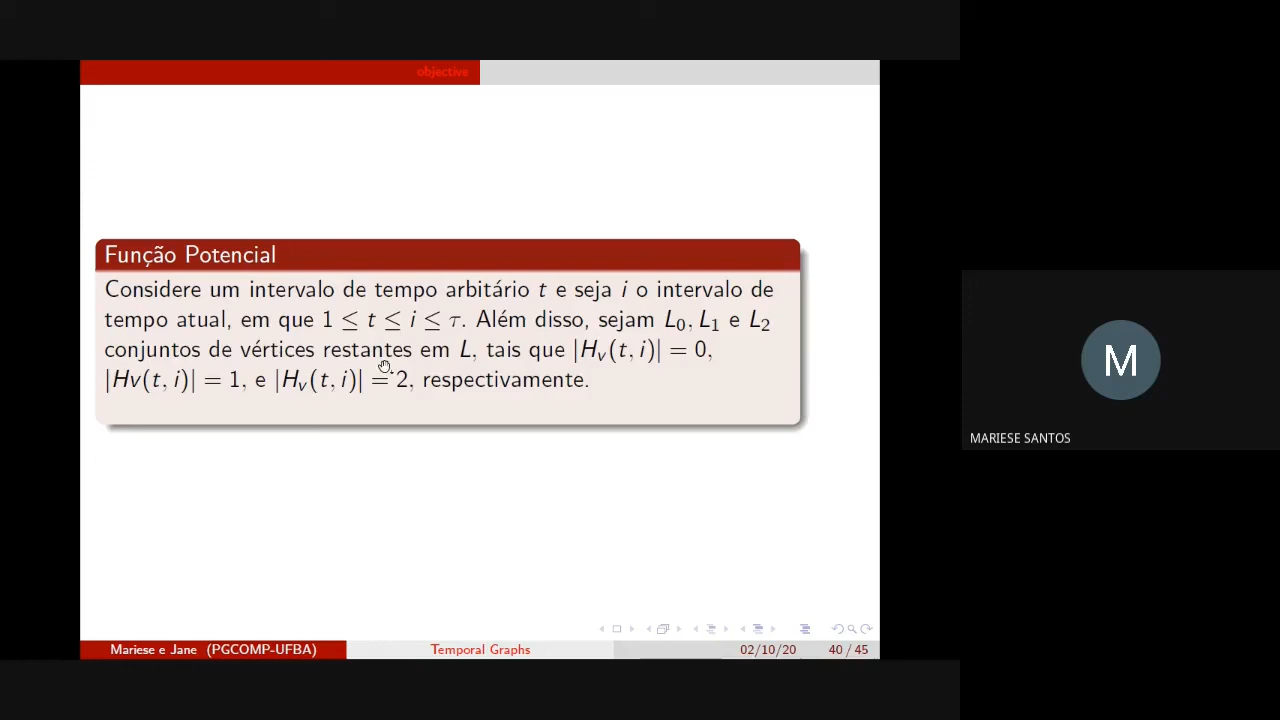 objective
Função Potencial
Considere um intervalo de tempo arbitário t e seja i o intervalo de
tempo atual, em que 1 ≤ t ≤ i ≤ τ. Além disso, sejam L₀, L₁ e L₂
conjuntos de vértices restantes em L, tais que |Hᵥ(t, i)| = 0,
|Hv(t, i)| = 1, e |Hᵥ(t, i)| = 2, respectivamente.
M
MARIESE SANTOS
Mariese e Jane (PGCOMP-UFBA) Temporal Graphs 02/10/20 40 / 45